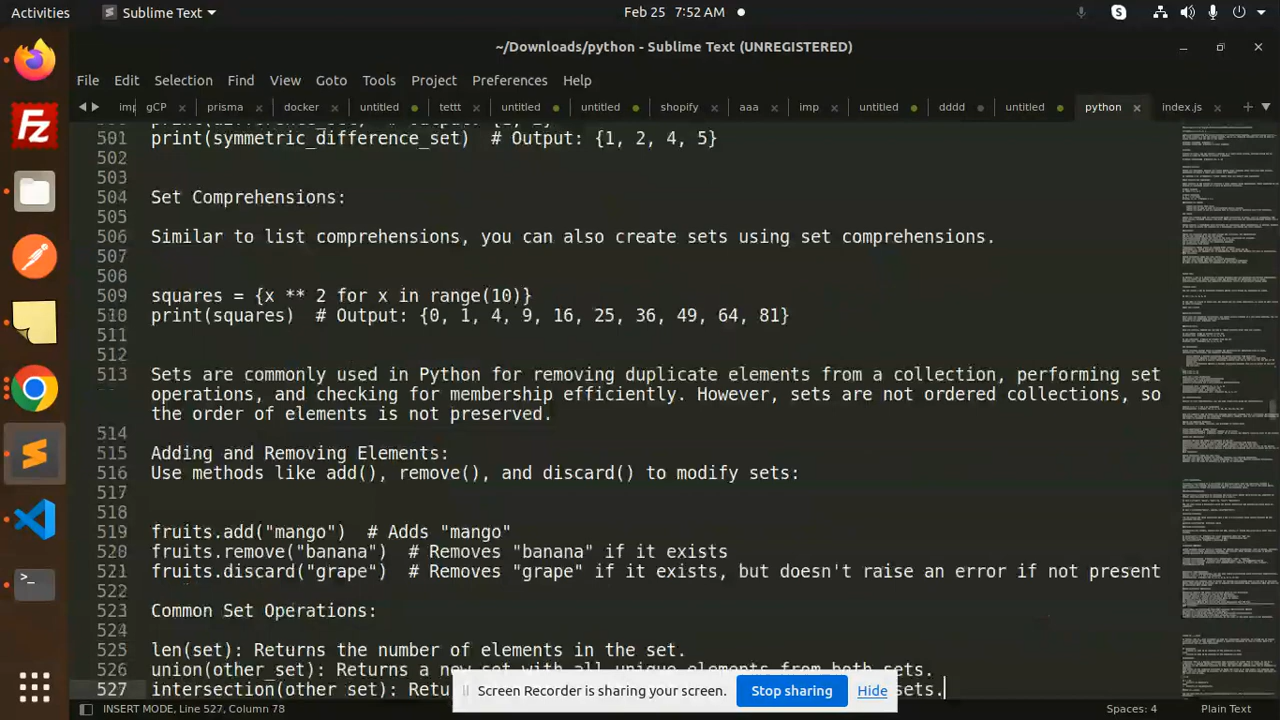 Activities
Sublime Text
Feb 25 7:52 AM
~/Downloads/python - Sublime Text (UNREGISTERED)
File Edit Selection Find View Goto Tools Project Preferences Help
imp gCP prisma docker untitled tettt untitled untitled shopify aaa imp untitled dddd untitled python index.js
501 print(symmetric_difference_set) # Output: {1, 2, 4, 5}
502
503
504 Set Comprehensions:
505
506 Similar to list comprehensions, you can also create sets using set comprehensions.
507
508
509 squares = {x ** 2 for x in range(10)}
510 print(squares) # Output: {0, 1, 4, 9, 16, 25, 36, 49, 64, 81}
511
512
513 Sets are commonly used in Python for removing duplicate elements from a collection, performing set
operations, and checking for membership efficiently. However, sets are not ordered collections, so
the order of elements is not preserved.
514
515 Adding and Removing Elements:
516 Use methods like add(), remove(), and discard() to modify sets:
517
518
519 fruits.add("mango") # Adds "mango"
520 fruits.remove("banana") # Removes "banana" if it exists
521 fruits.discard("grape") # Removes "grape" if it exists, but doesn't raise an error if not present
522
523 Common Set Operations:
524
525 len(set): Returns the number of elements in the set.
526 union(other_set): Returns a new set with all unique elements from both sets.
527 intersection(other_set): Retu sets.
Screen Recorder is sharing your screen. Stop sharing Hide
INSERT MODE, Line 527, Column 78
Spaces: 4 Plain Text